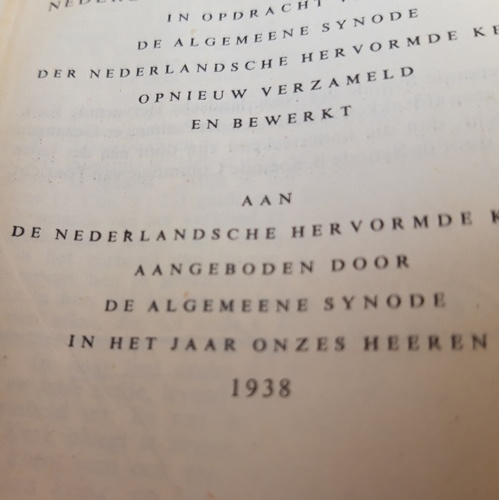 IN OPDRACHT
DE ALGEMEENE SYNODE
DER NEDERLANDSCHE HERVORMDE KE
OPNIEUW VERZAMELD
EN BEWERKT
AAN
DE NEDERLANDSCHE HERVORMDE K
AANGEBODEN DOOR
DE ALGEMEENE SYNODE
IN HET JAAR ONZES HEEREN
1938